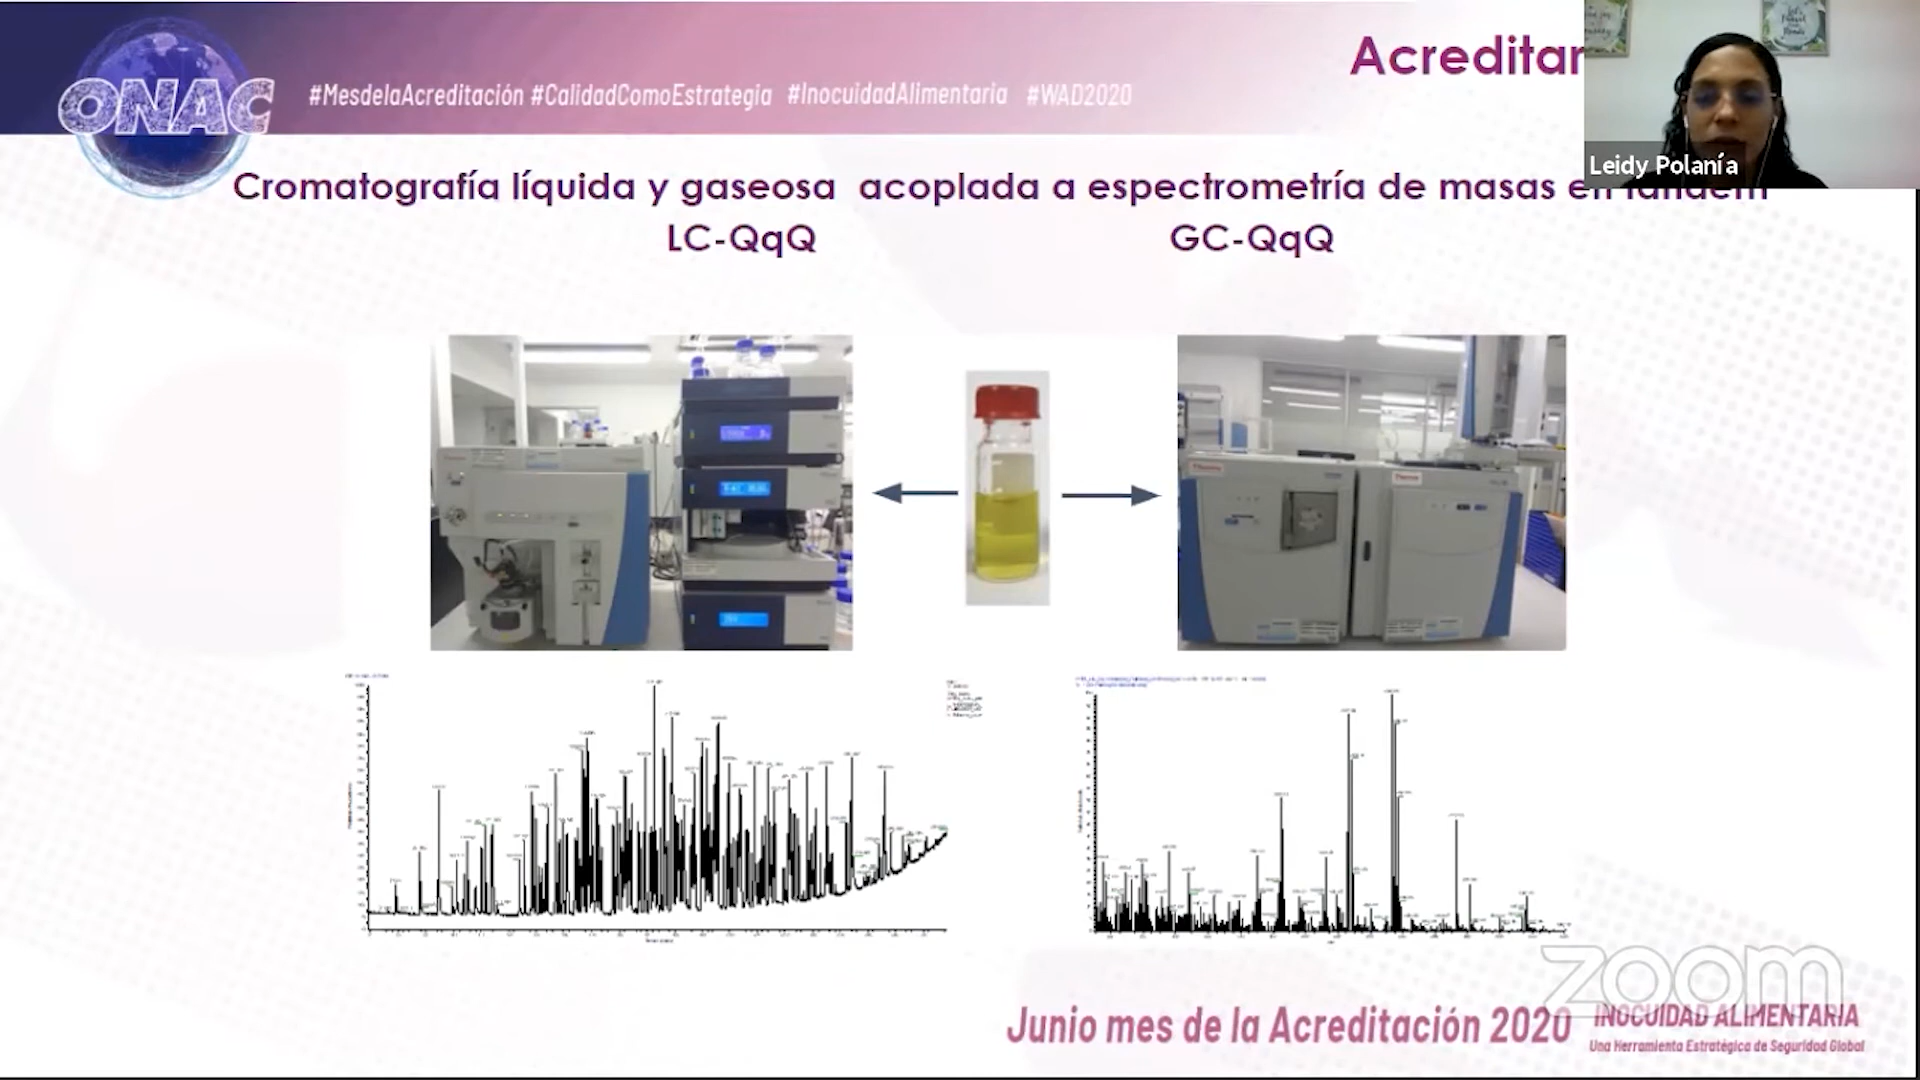 ONAC
#MesdelaAcreditación #CalidadComoEstrategia #InocuidadAlimentaria #WAD2020
Acreditar
Leidy Polanía
Cromatografía líquida y gaseosa acoplada a espectrometría de masas en tándem
LC-QqQ
GC-QqQ
zoom
Junio mes de la Acreditación 2020
INOCUIDAD ALIMENTARIA
Una Herramienta Estratégica de Seguridad Global